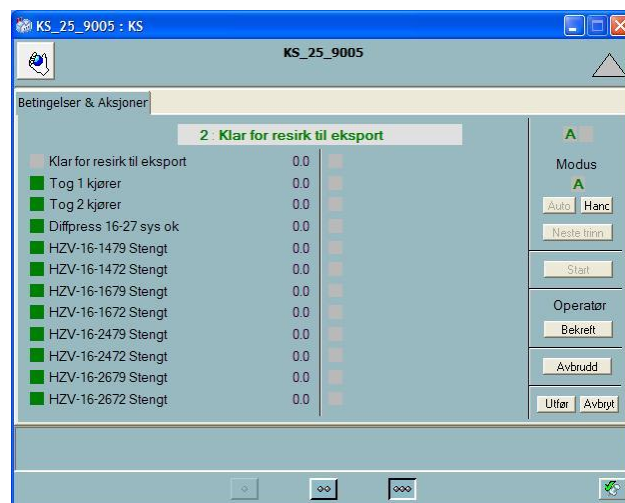 KS_25_9005 : KS
KS_25_9005
Betingelser & Aksjoner
2 : Klar for resirk til eksport
A
Klar for resirk til eksport 0.0
Modus
Tog 1 kjører 0.0
A
Tog 2 kjører 0.0
Auto Hanc
Diffpress 16-27 sys ok 0.0
Neste trinn
HZV-16-1479 Stengt 0.0
HZV-16-1472 Stengt 0.0
Start
HZV-16-1679 Stengt 0.0
Operatør
HZV-16-1672 Stengt 0.0
Bekreft
HZV-16-2479 Stengt 0.0
HZV-16-2472 Stengt 0.0
Avbrudd
HZV-16-2679 Stengt 0.0
HZV-16-2672 Stengt 0.0
Utfør Avbryt